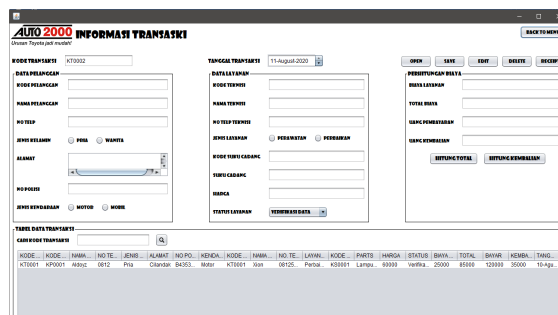 AUTO 2000
Urusan Toyota jadi mudah!
INFORMASI TRANSASKI
BACK TO MENU
KODE TRANSAKSI KT0002
TANGGAL TRANSAKSI 11-August-2020
OPEN SAVE EDIT DELETE RECEIP
DATA PELANGGAN
KODE PELANGGAN
NAMA PELANGGAN
NO TELP
JENIS KELAMIN PRIA WANITA
ALAMAT
NO POLISI
JENIS KENDARAAN MOTOR MOBIL
DATA LAYANAN
KODE TEKNISI
NAMA TEKNISI
NO TELP TEKNISI
JENIS LAYANAN PERAWATAN PERBAIKAN
KODE SUKU CADANG
SUKU CADANG
HARGA
STATUS LAYANAN VERIFIKASI DATA
PERHITUNGAN BIAYA
BIAYA LAYANAN
TOTAL BIAYA
UANG PEMBAYARAN
UANG KEMBALIAN
HITUNG TOTAL HITUNG KEMBALIAN
TABEL DATA TRANSAKSI
CARI KODE TRANSAKSI
KODE ... KODE ... NAMA ... NO TE... JENIS ... ALAMAT NO PO... KENDA... KODE ... NAMA ... NO. TE... LAYAN... KODE ... PARTS HARGA STATUS BIAYA ... TOTAL BAYAR KEMBA... TANG...
KT0001 KP0001 Aldoyz 0812 Pria Cilandak B4353... Motor KT0001 Xion 08125... Perbai... KS0001 Lampu... 60000 Verifika... 25000 85000 120000 35000 10-Agu...